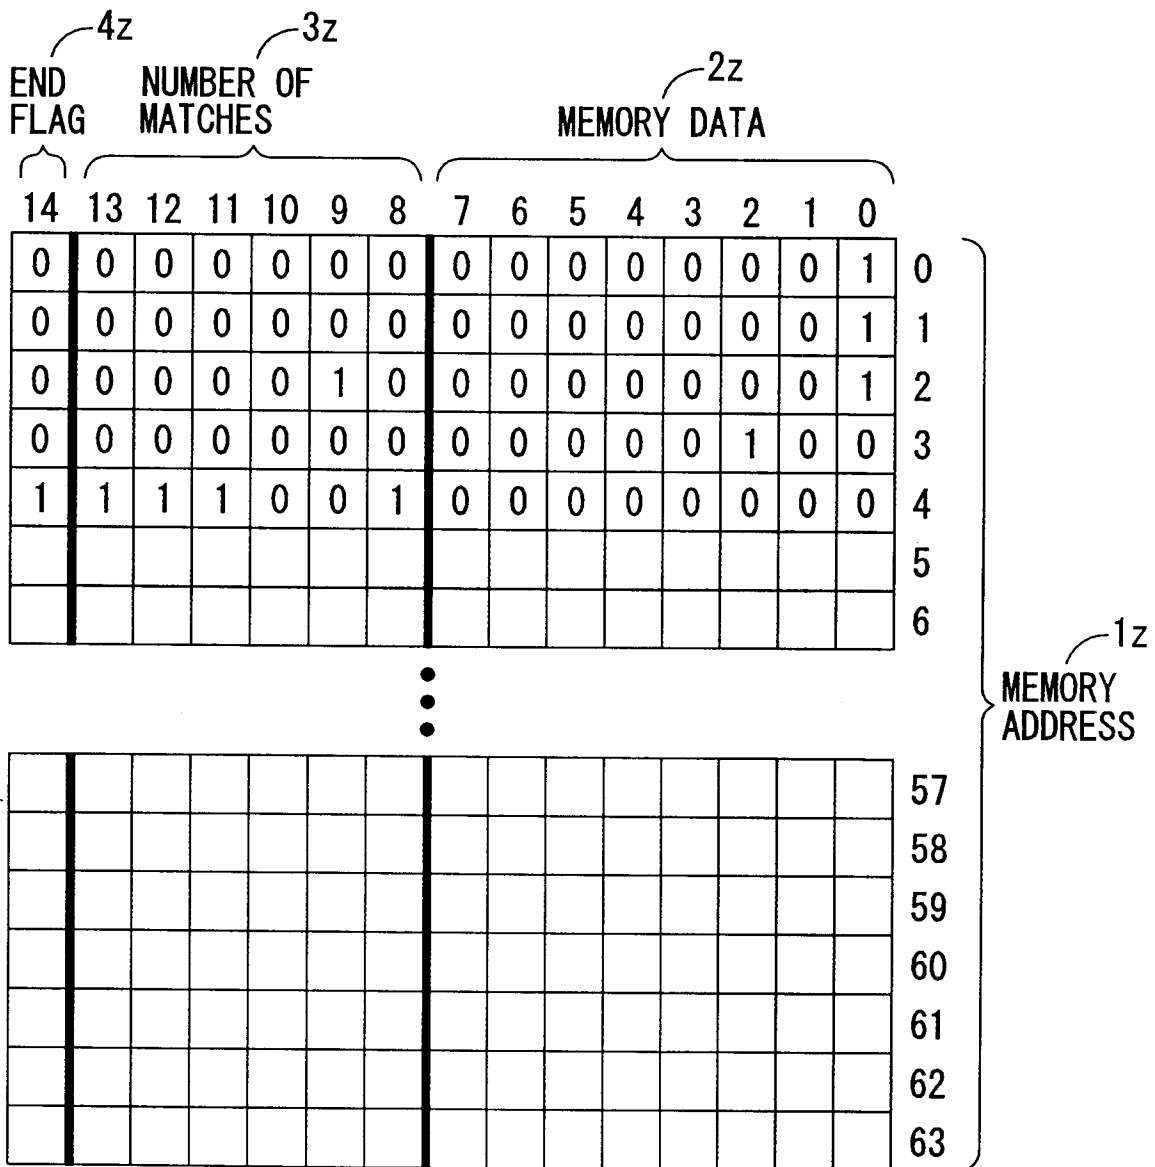 4z 3z 2z
END NUMBER OF
FLAG MATCHES MEMORY DATA
14 13 12 11 10 9 8 7 6 5 4 3 2 1 0
0 0 0 0 0 0 0 0 0 0 0 0 0 0 1 0
0 0 0 0 0 0 0 0 0 0 0 0 0 0 1 1
0 0 0 0 0 1 0 0 0 0 0 0 0 0 1 2
0 0 0 0 0 0 0 0 0 0 0 0 1 0 0 3
1 1 1 1 0 0 1 0 0 0 0 0 0 0 0 4
5
6
1z
MEMORY
ADDRESS
57
58
59
60
61
62
63